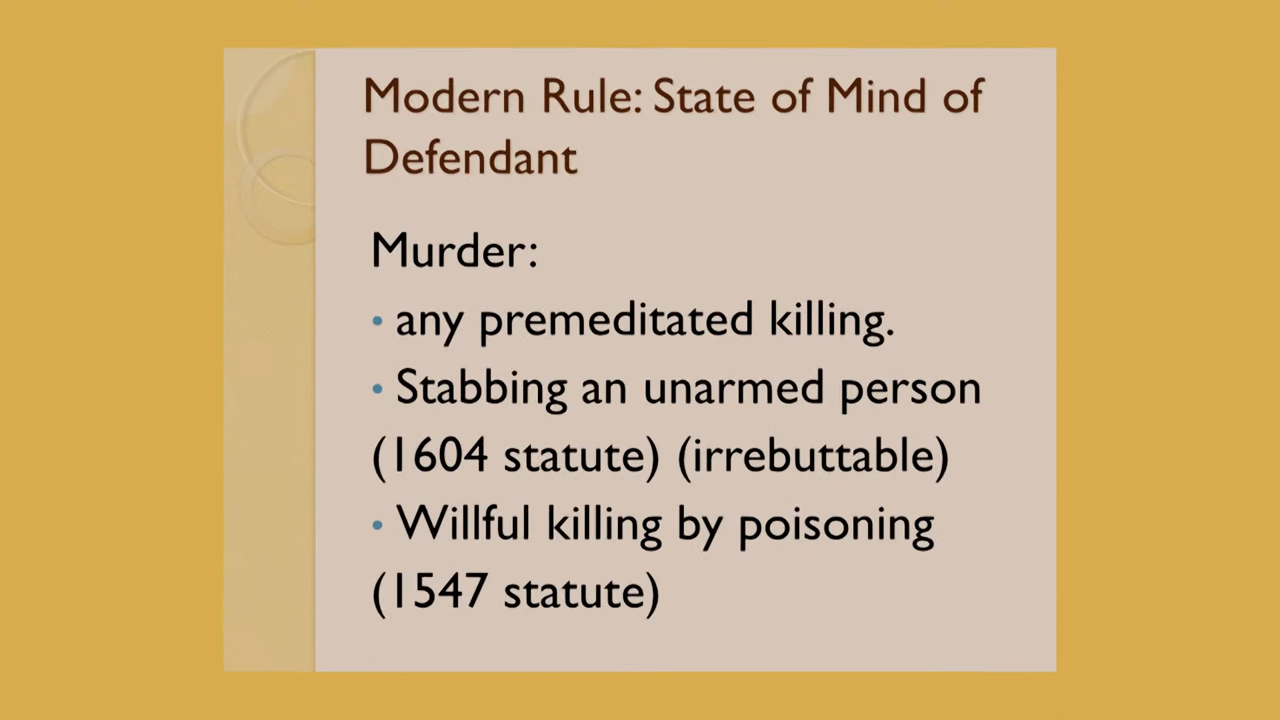 Modern Rule: State of Mind of
Defendant
Murder:
• any premeditated killing.
• Stabbing an unarmed person
(1604 statute) (irrebuttable)
• Willful killing by poisoning
(1547 statute)